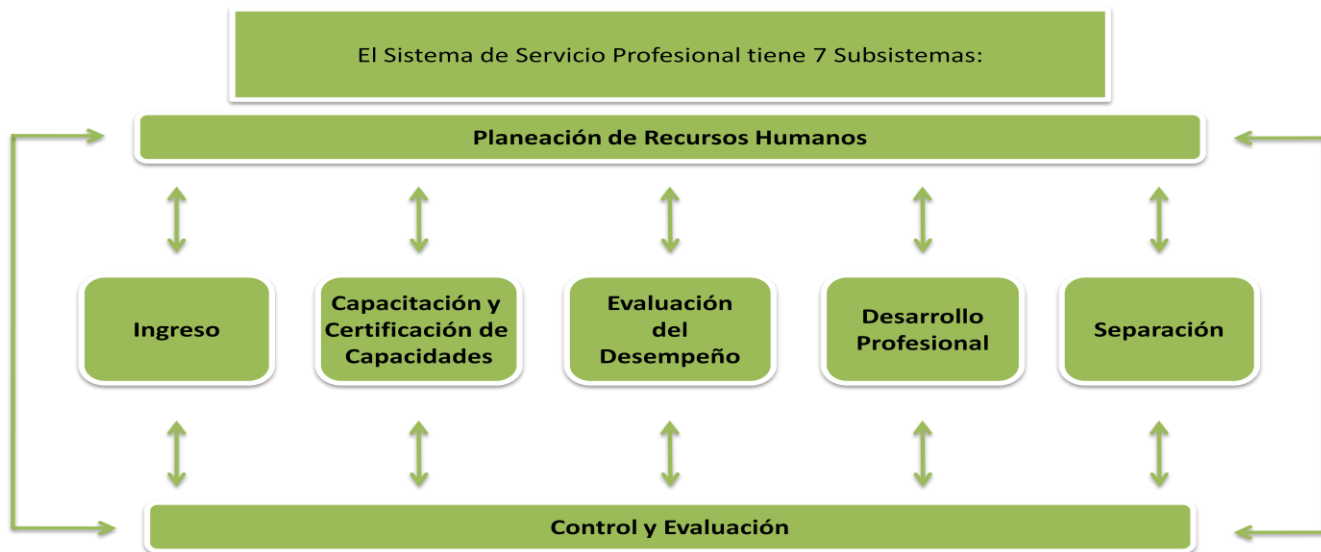 El Sistema de Servicio Profesional tiene 7 Subsistemas:
Planeación de Recursos Humanos
Ingreso
Capacitación y
Certificación de
Capacidades
Evaluación
del
Desempeño
Desarrollo
Profesional
Separación
Control y Evaluación